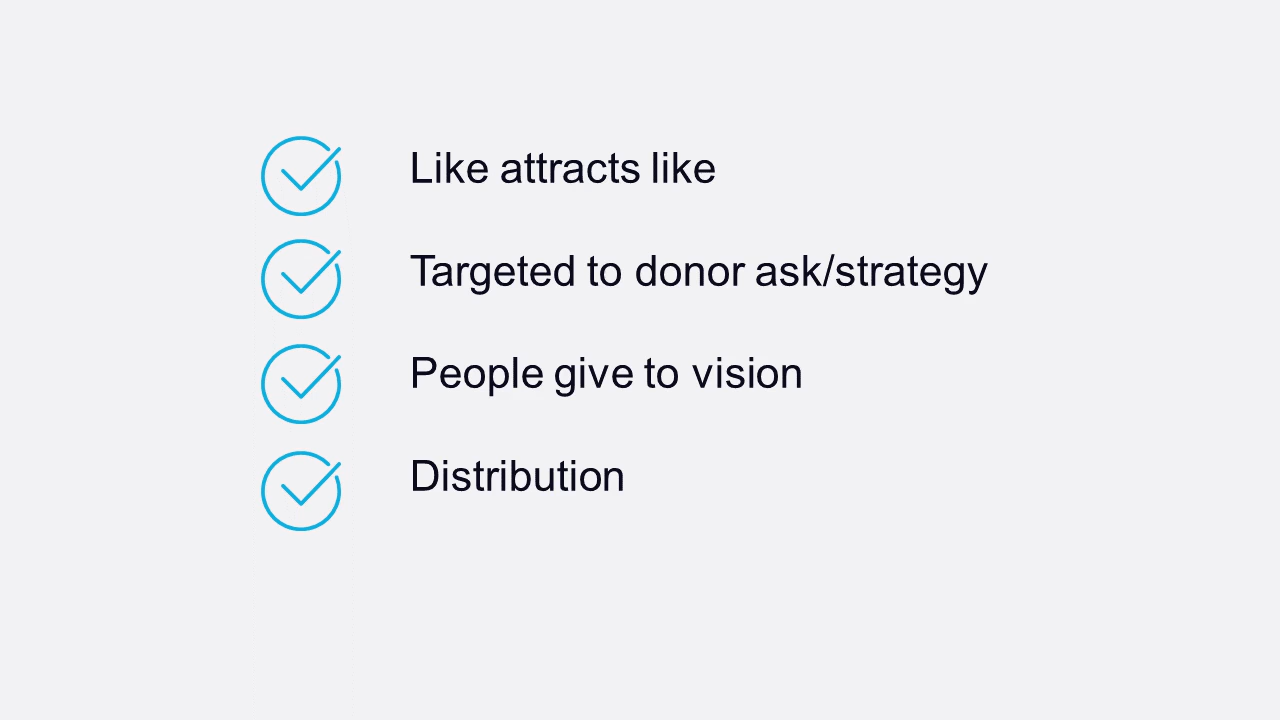 Like attracts like
Targeted to donor ask/strategy
People give to vision
Distribution